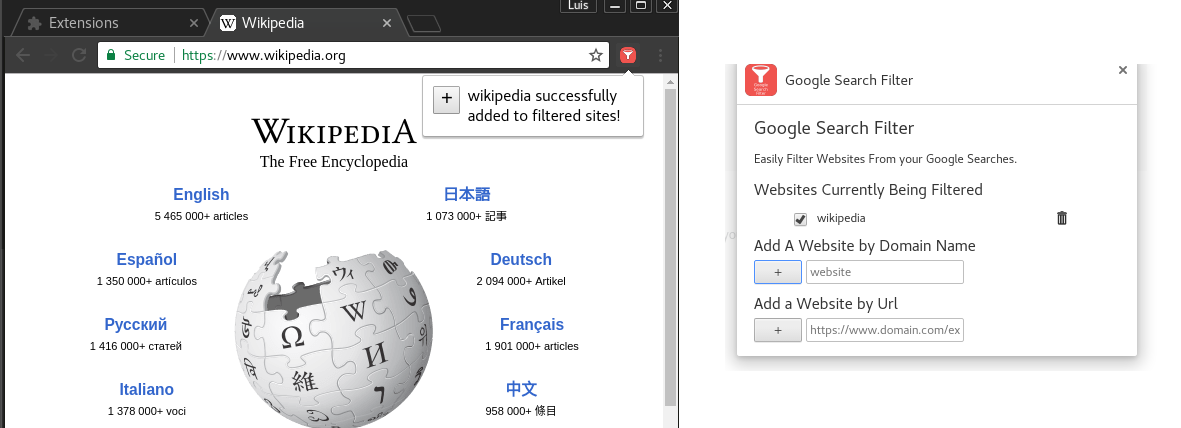 Luis
Extensions
Wikipedia
Secure
https://www.wikipedia.org
+ wikipedia successfully
added to filtered sites!
WIKIPEDIA
The Free Encyclopedia
English
5 465 000+ articles
日本語
1 073 000+ 記事
Español
1 350 000+ artículos
Deutsch
2 094 000+ Artikel
Русский
1 416 000+ статей
Français
1 901 000+ articles
Italiano
1 378 000+ voci
中文
958 000+ 條目
Ω
W
И
維
ウィ
Google Search Filter
Google Search Filter
Easily Filter Websites From your Google Searches.
Websites Currently Being Filtered
wikipedia
Add A Website by Domain Name
+ website
Add a Website by Url
+ https://www.domain.com/ex